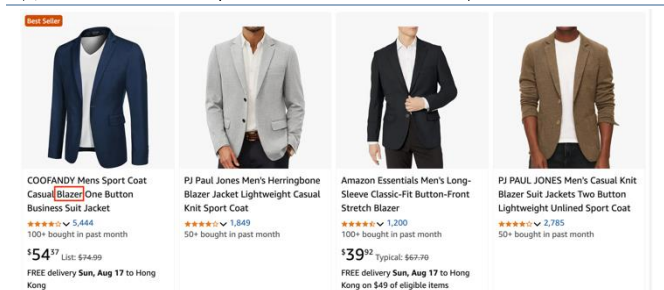 Best Seller
COOFANDY Mens Sport Coat
Casual Blazer One Button
Business Suit Jacket
5,444
100+ bought in past month
$54 37 List: $74.99
FREE delivery Sun, Aug 17 to Hong
Kong
PJ Paul Jones Men's Herringbone
Blazer Jacket Lightweight Casual
Knit Sport Coat
1,849
50+ bought in past month
Amazon Essentials Men's Long-
Sleeve Classic-Fit Button-Front
Stretch Blazer
1,200
100+ bought in past month
$39 92 Typical: $67.70
FREE delivery Sun, Aug 17 to Hong
Kong on $49 of eligible items
PJ PAUL JONES Men's Casual Knit
Blazer Suit Jackets Two Button
Lightweight Unlined Sport Coat
2,785
50+ bought in past month